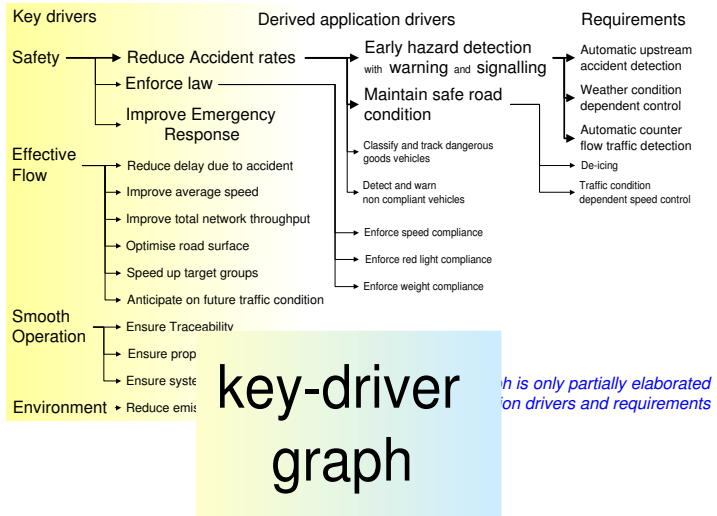 Key drivers
Derived application drivers
Requirements
Safety
Reduce Accident rates
Enforce law
Improve Emergency
Response
Early hazard detection
with warning and signalling
Maintain safe road
condition
Classify and track dangerous
goods vehicles
Detect and warn
non compliant vehicles
Enforce speed compliance
Enforce red light compliance
Enforce weight compliance
Automatic upstream
accident detection
Weather condition
dependent control
Automatic counter
flow traffic detection
De-icing
Traffic condition
dependent speed control
Effective
Flow
Reduce delay due to accident
Improve average speed
Improve total network throughput
Optimise road surface
Speed up target groups
Anticipate on future traffic condition
Smooth
Operation
Ensure Traceability
Ensure
Ensure
Environment
Reduce
is only partially elaborated
drivers and requirements
key-driver
graph